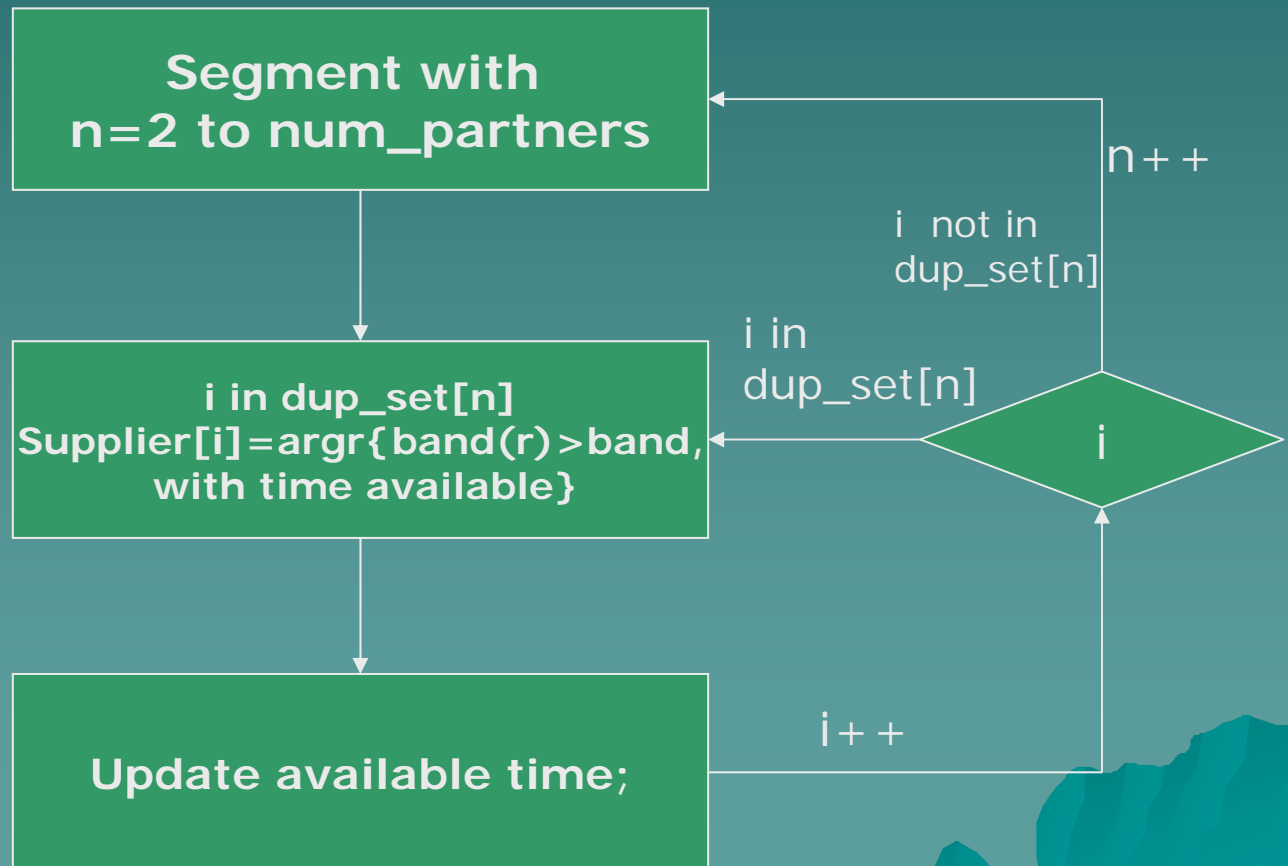 Segment with
n=2 to num_partners
n++
i not in
dup_set[n]
i in
dup_set[n]
i in dup_set[n]
Supplier[i]=argr{band(r)>band,
with time available}
i
i++
Update available time;